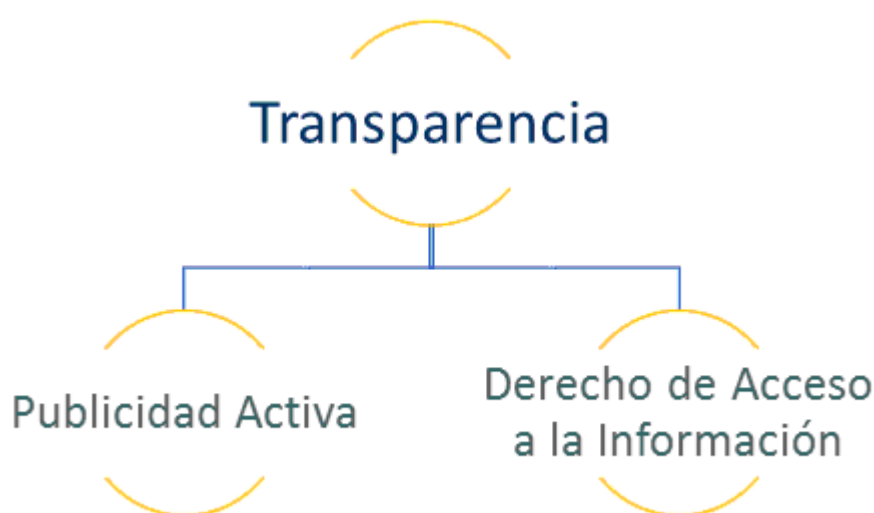 Transparencia
Publicidad Activa
Derecho de Acceso
a la Información